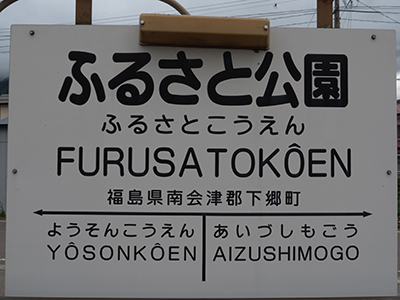 ふるさと公園
ふるさとこうえん
FURUSATOKÔEN
福島県南会津郡下郷町
ようそんこうえん
YÔSONKÔEN
あいづしもごう
AIZUSHIMOGO